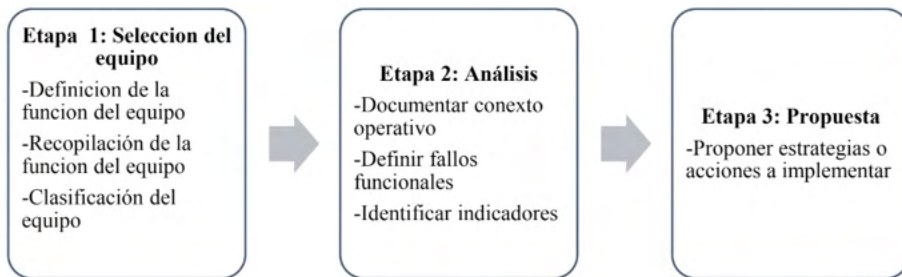 Etapa 1: Seleccion del
equipo
-Definicion de la
funcion del equipo
-Recopilación de la
funcion del equipo
-Clasificación del
equipo
Etapa 2: Análisis
-Documentar conexto
operativo
-Definir fallos
funcionales
-Identificar indicadores
Etapa 3: Propuesta
-Proponer estrategias o
acciones a implementar